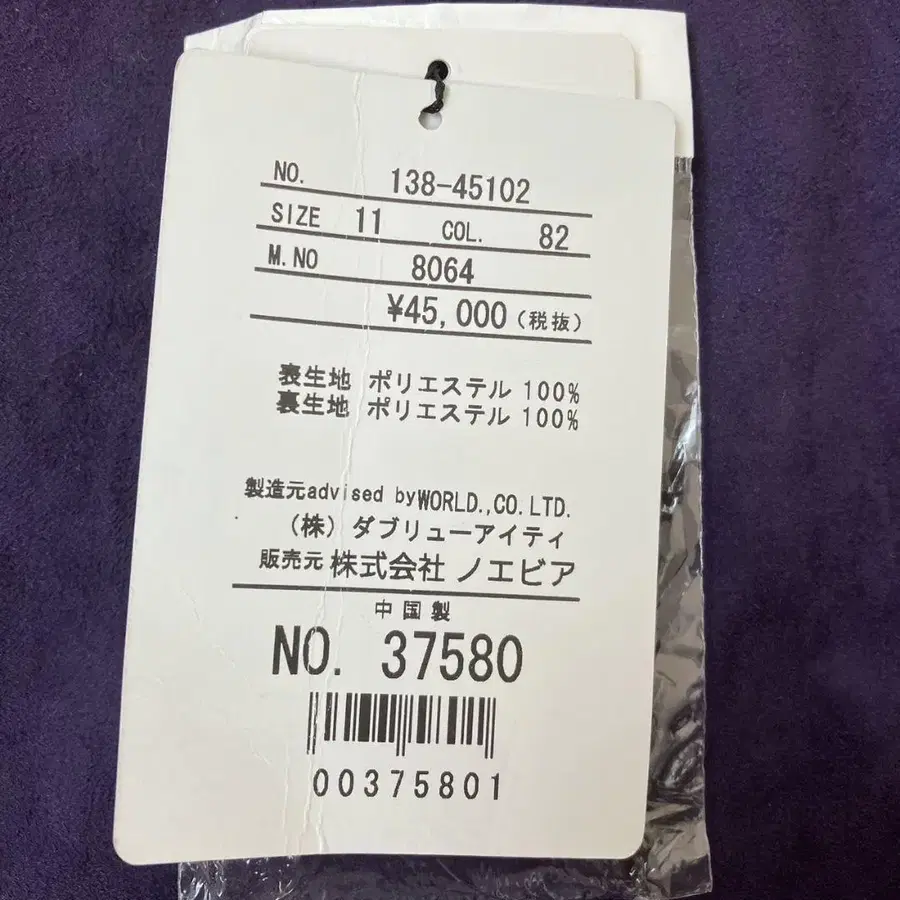 NO. 138-45102
SIZE 11 COL. 82
M.NO 8064
¥45,000(税抜)
表生地 ポリエステル 100%
裏生地 ポリエステル 100%
製造元advised byWORLD.,CO.LTD.
(株)ダブリューアイティ
販売元 株式会社 ノエビア
中国製
NO. 37580
00375801